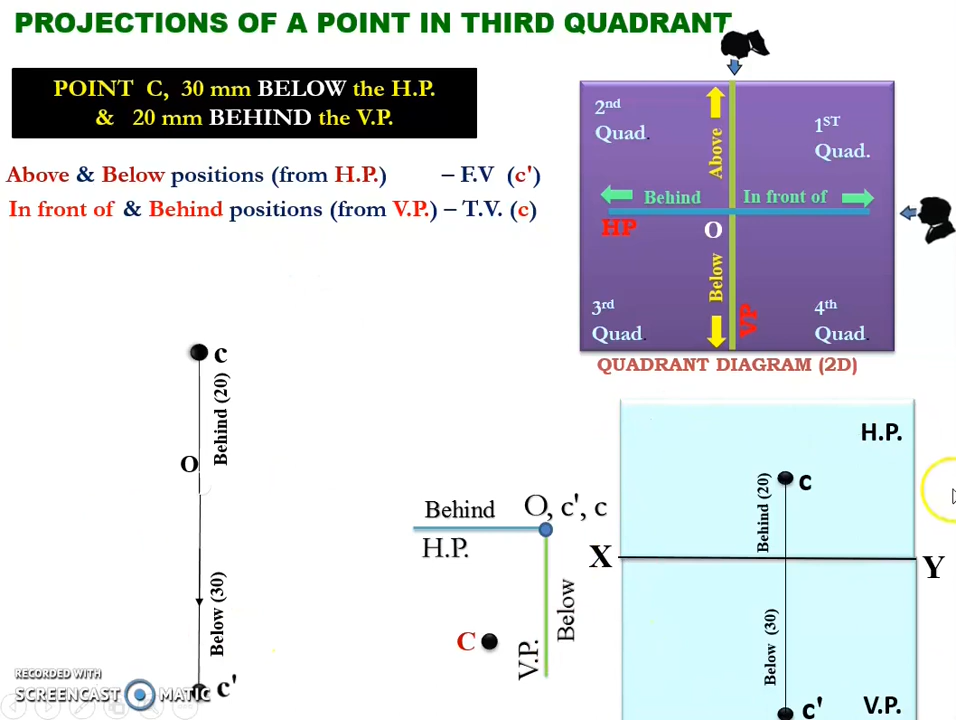 PROJECTIONS OF A POINT IN THIRD QUADRANT
POINT C, 30 mm BELOW the H.P.
& 20 mm BEHIND the V.P.
Above & Below positions (from H.P.) – F.V (c')
In front of & Behind positions (from V.P.) – T.V. (c)
2nd
Quad.
1ST
Quad.
Above
Behind
In front of
HP
O
Below
VP
3rd
Quad.
4th
Quad.
QUADRANT DIAGRAM (2D)
c
Behind (20)
O
Below (30)
c'
Behind
O, c', c
H.P.
Below
C
V.P.
H.P.
c
Behind (20)
X
Y
Below (30)
c'
V.P.
RECORDED WITH
SCREENCAST MATIC